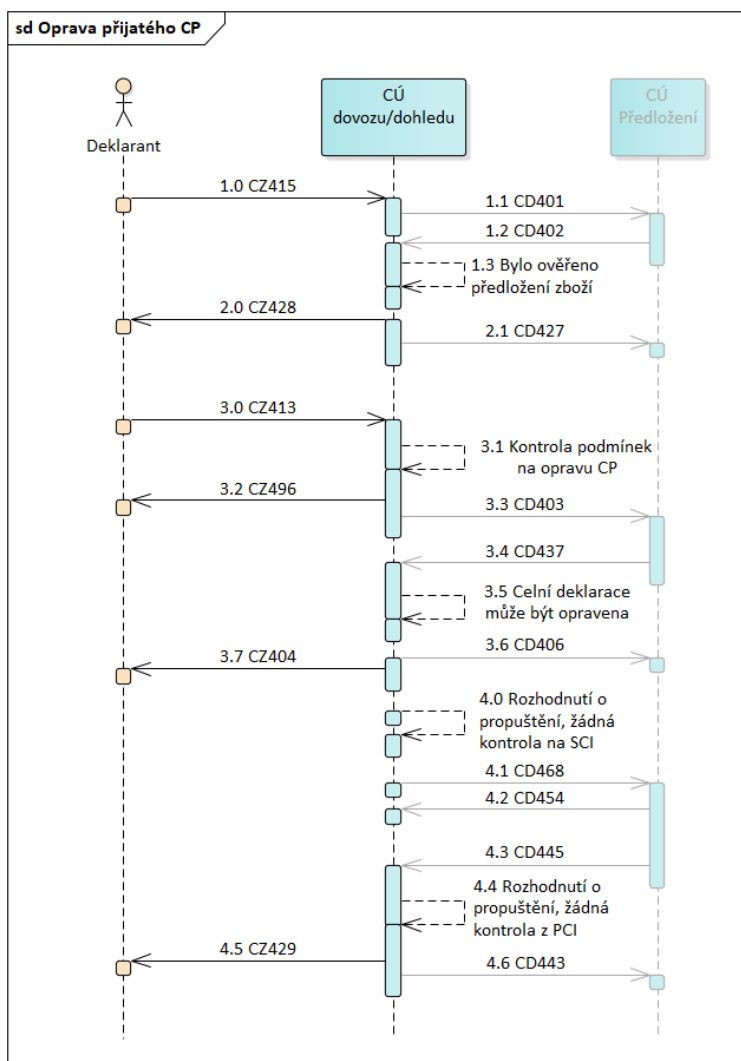 sd Oprava přijatého CP
Deklarant
CÚ
dovozu/dohledu
CÚ
Předložení
1.0 CZ415
1.1 CD401
1.2 CD402
1.3 Bylo ověřeno
předložení zboží
2.0 CZ428
2.1 CD427
3.0 CZ413
3.1 Kontrola podmínek
na opravu CP
3.2 CZ496
3.3 CD403
3.4 CD437
3.5 Celní deklarace
může být opravena
3.6 CD406
3.7 CZ404
4.0 Rozhodnutí o
propuštění, žádná
kontrola na SCI
4.1 CD468
4.2 CD454
4.3 CD445
4.4 Rozhodnutí o
propuštění, žádná
kontrola z PCI
4.5 CZ429
4.6 CD443